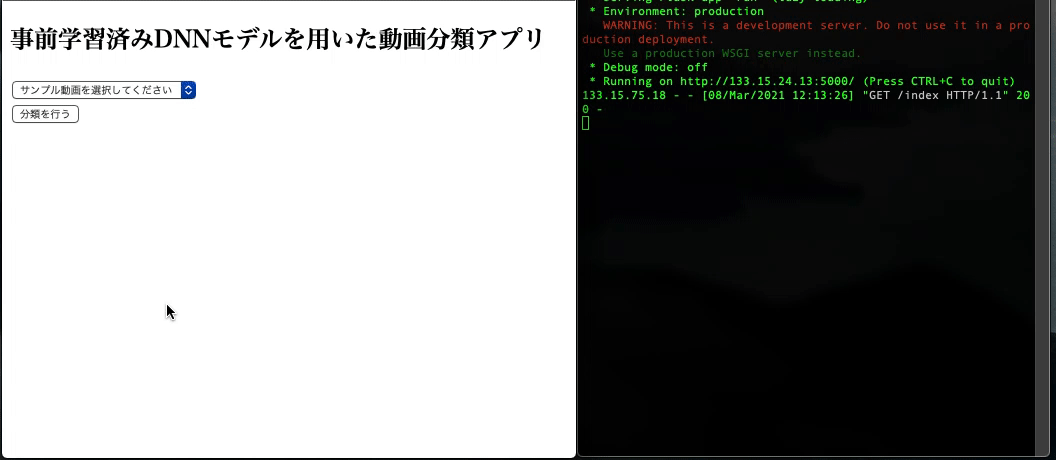 事前学習済みDNNモデルを用いた動画分類アプリ
サンプル動画を選択してください
分類を行う
* Environment: production
WARNING: This is a development server. Do not use it in a pro
duction deployment.
Use a production WSGI server instead.
* Debug mode: off
* Running on http://133.15.24.13:5000/ (Press CTRL+C to quit)
133.15.75.18 - - [08/Mar/2021 12:13:26] "GET /index HTTP/1.1" 20
0 -